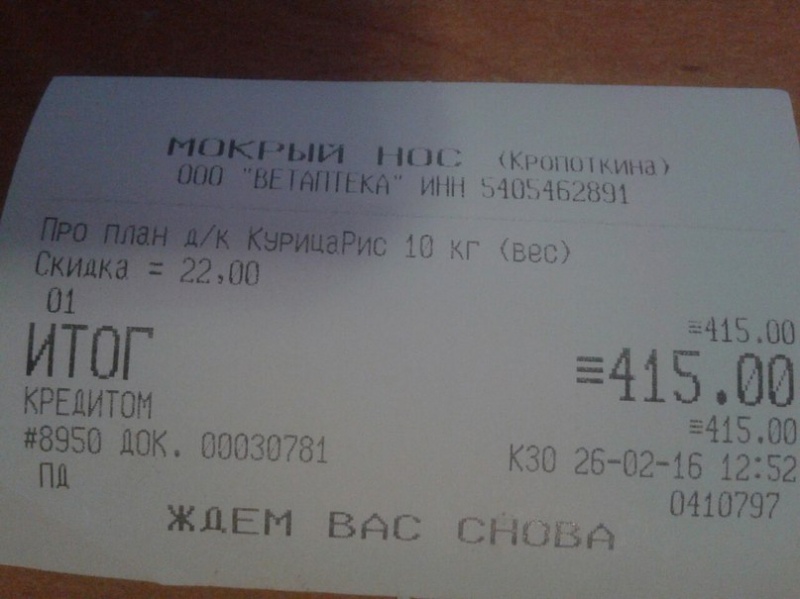 МОКРЫЙ НОС (Кропоткина)
ООО "ВЕТАПТЕКА" ИНН 5405462891
Про план д/к КурицаРис 10 кг (вес)
Скидка = 22,00
01
≡415.00
ИТОГ ≡415.00
КРЕДИТОМ ≡415.00
#8950 ДОК. 00030781 К30 26-02-16 12:52
ПД 0410797
ЖДЕМ ВАС СНОВА